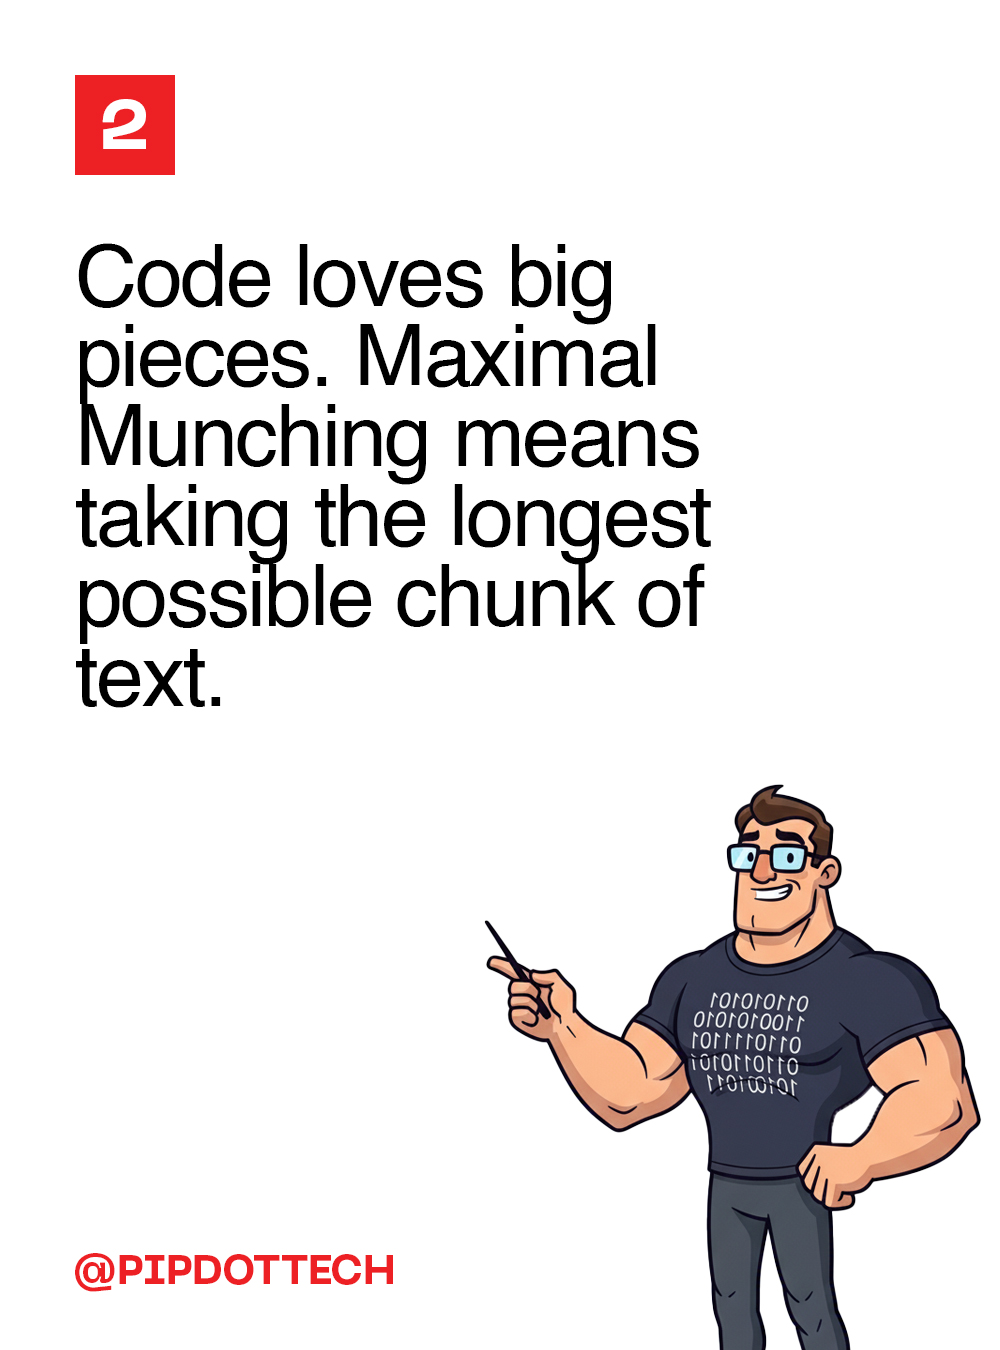 2
Code loves big
pieces. Maximal
Munching means
taking the longest
possible chunk of
text.
@PIPDOTTECH